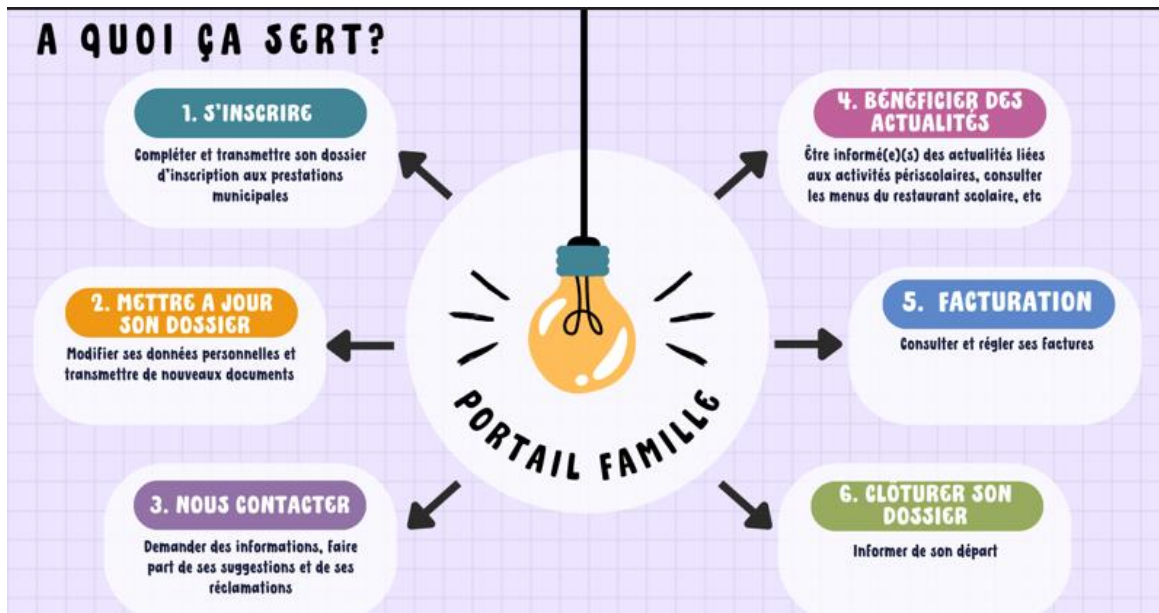 A QUOI ÇA SERT?
1. S'INSCRIRE
Compléter et transmettre son dossier
d'inscription aux prestations
municipales
2. METTRE A JOUR
SON DOSSIER
Modifier ses données personnelles et
transmettre de nouveaux documents
3. NOUS CONTACTER
Demander des informations, faire
part de ses suggestions et de ses
réclamations
PORTAIL FAMILLE
4. BÉNÉFICIER DES
ACTUALITÉS
Être informé(e)(s) des actualités liées
aux activités périscolaires, consulter
les menus du restaurant scolaire, etc
5. FACTURATION
Consulter et régler ses factures
6. CLÔTURER SON
DOSSIER
Informer de son départ